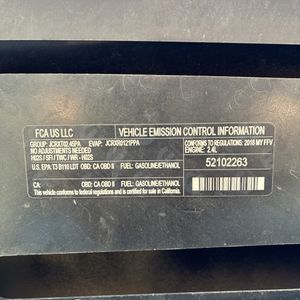 FCA US LLC
VEHICLE EMISSION CONTROL INFORMATION
GROUP: JCRXT02.45PA EVAP: JCRXR0121PPA
NO ADJUSTMENTS NEEDED
HO2S / SFI / TWC / WR - HO2S
CONFORMS TO REGULATIONS: 2018 MY FFV
ENGINE: 2.4L
U.S. EPA: T3 B110 LDT OBD: CA OBD II FUEL: GASOLINE/ETHANOL
52102263
CA: OBD: CA OBD II FUEL: GASOLINE/ETHANOL
This vehicle conforms to federal regulations and is certified for sale in California.